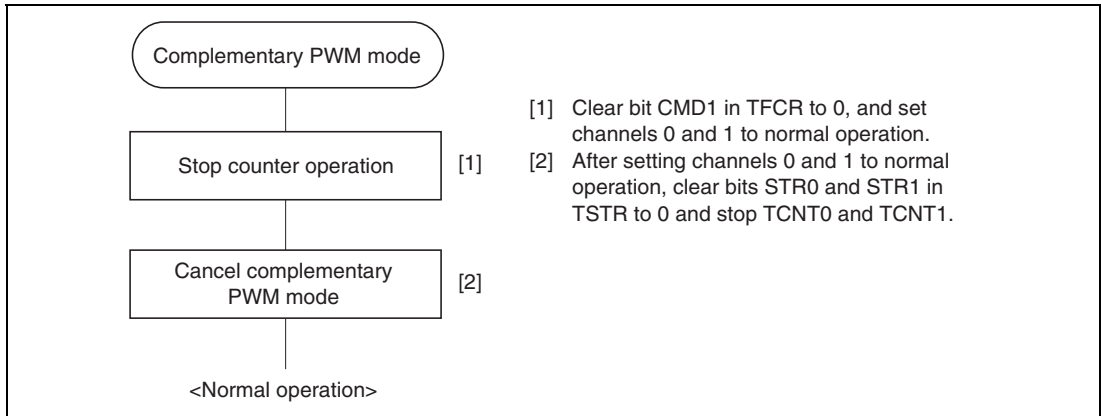 Complementary PWM mode
Stop counter operation
[1]
Cancel complementary
PWM mode
[2]
<Normal operation>
[1] Clear bit CMD1 in TFCR to 0, and set
channels 0 and 1 to normal operation.
[2] After setting channels 0 and 1 to normal
operation, clear bits STR0 and STR1 in
TSTR to 0 and stop TCNT0 and TCNT1.